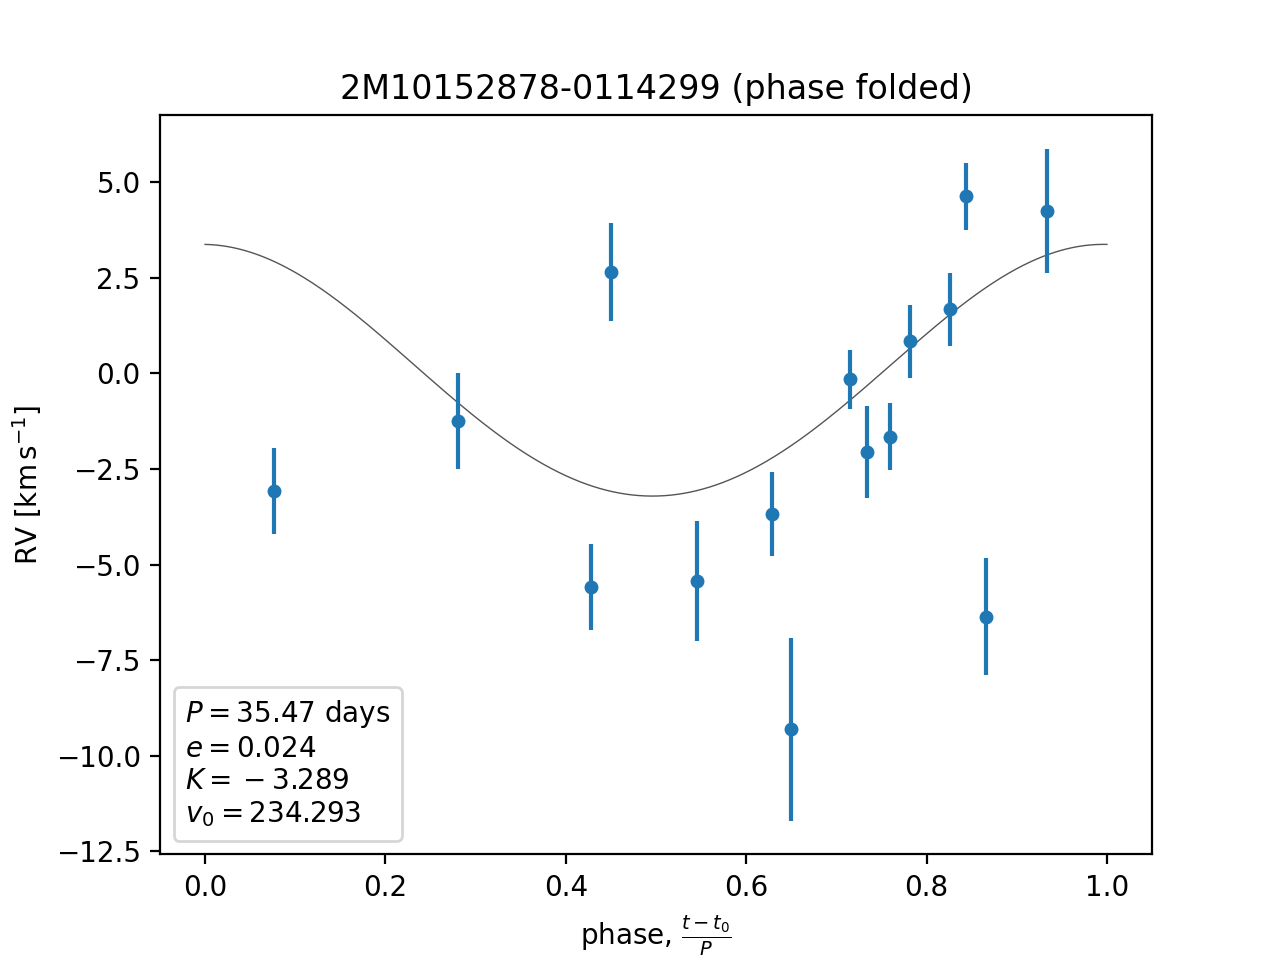 2M10152878-0114299 (phase folded)
5.0
2.5
0.0
−2.5
−5.0
−7.5
−10.0
−12.5
RV [km s⁻¹]
P = 35.47 days
e = 0.024
K = − 3.289
v₀ = 234.293
0.0 0.2 0.4 0.6 0.8 1.0
phase, (t − t₀)/P